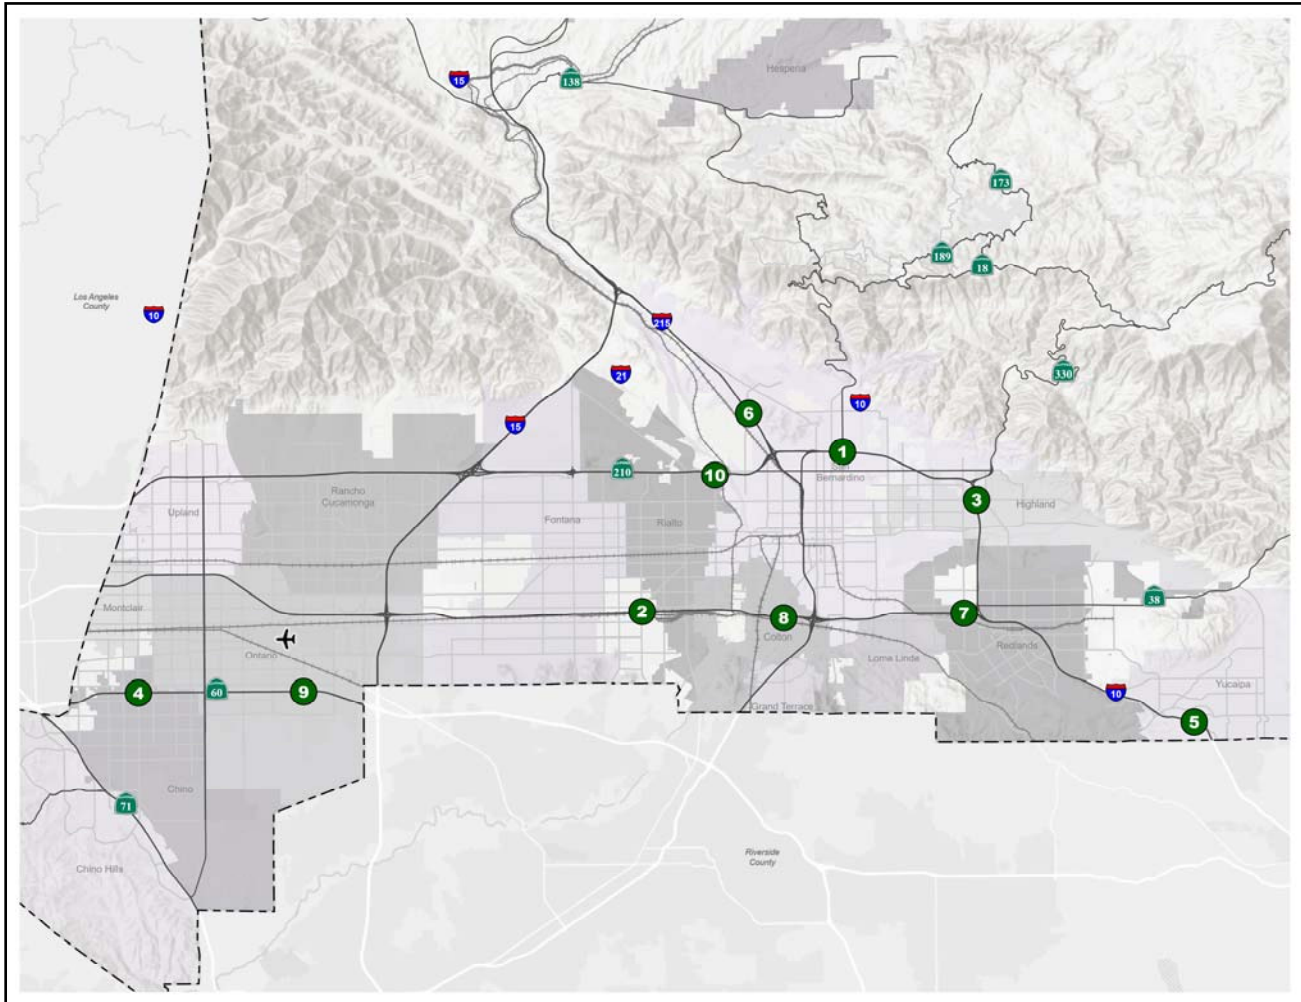 Hesperia
15
138
173
189
18
Los Angeles
County
10
215
21
330
10
6
15
1
San
Bernardino
210
10
Rancho
Cucamonga
3
Highland
Upland
Fontana
Rialto
38
Montclair
2
8
7
Colton
Ontario
Redlands
Loma Linda
4
60
9
10
Yucaipa
Grand Terrace
5
Chino
71
Riverside
County
Chino Hills